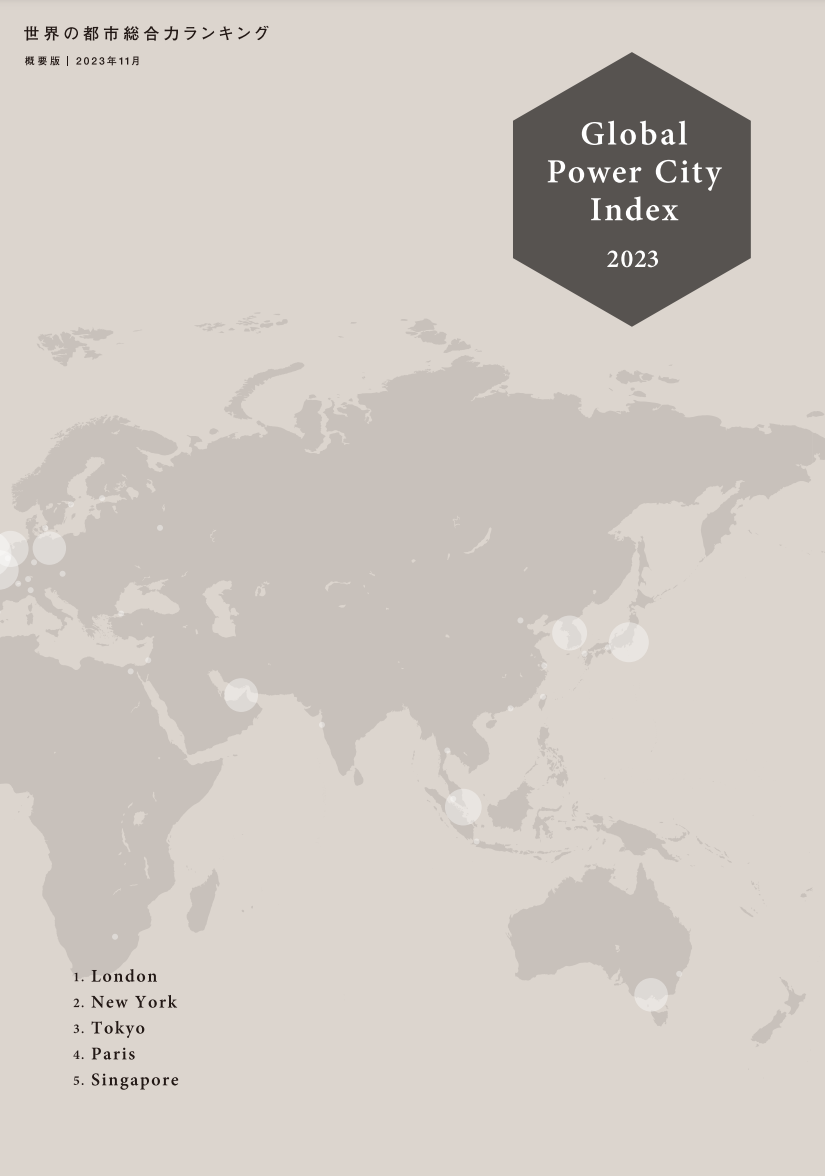 世界の都市総合力ランキング
概要版 | 2023年11月
Global
Power City
Index
2023
1. London
2. New York
3. Tokyo
4. Paris
5. Singapore